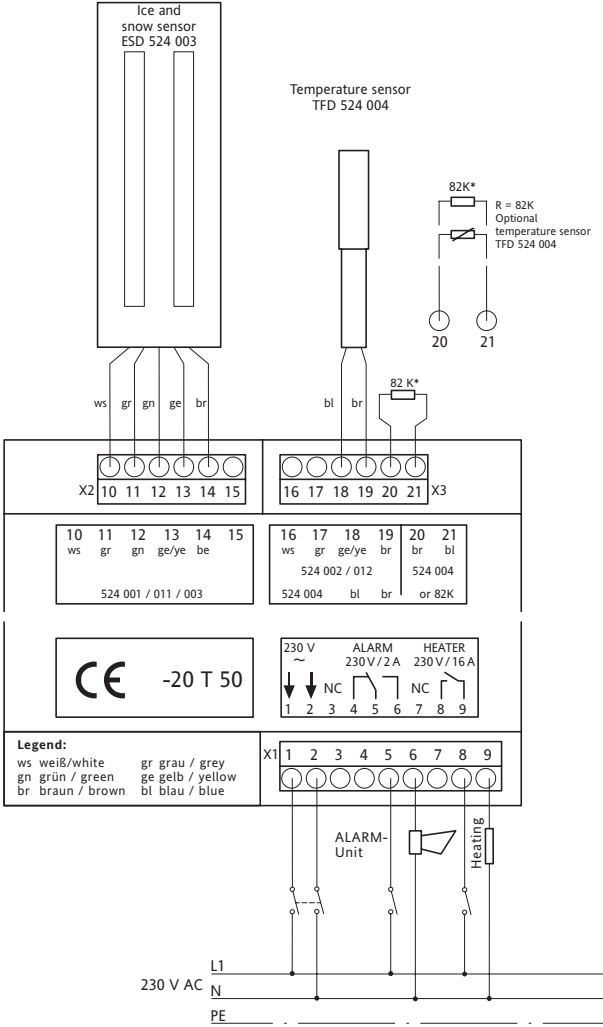 Ice and
snow sensor
ESD 524 003
Temperature sensor
TFD 524 004
82K*
R = 82K
Optional
temperature sensor
TFD 524 004
20 21
ws gr gn ge br
bl br
82 K*
X2 10 11 12 13 14 15
16 17 18 19 20 21 X3
10 11 12 13 14 15
ws gr gn ge/ye be
524 001 / 011 / 003
16 17 18 19 20 21
ws gr ge/ye br br bl
524 002 / 012 524 004
524 004 bl br or 82K
CE -20 T 50
230 V ALARM HEATER
~ 230 V / 2 A 230 V / 16 A
NC NC
1 2 3 4 5 6 7 8 9
Legend:
ws weiß/white gr grau / grey
gn grün / green ge gelb / yellow
br braun / brown bl blau / blue
X1 1 2 3 4 5 6 7 8 9
ALARM-
Unit
Heating
L1
230 V AC
N
PE